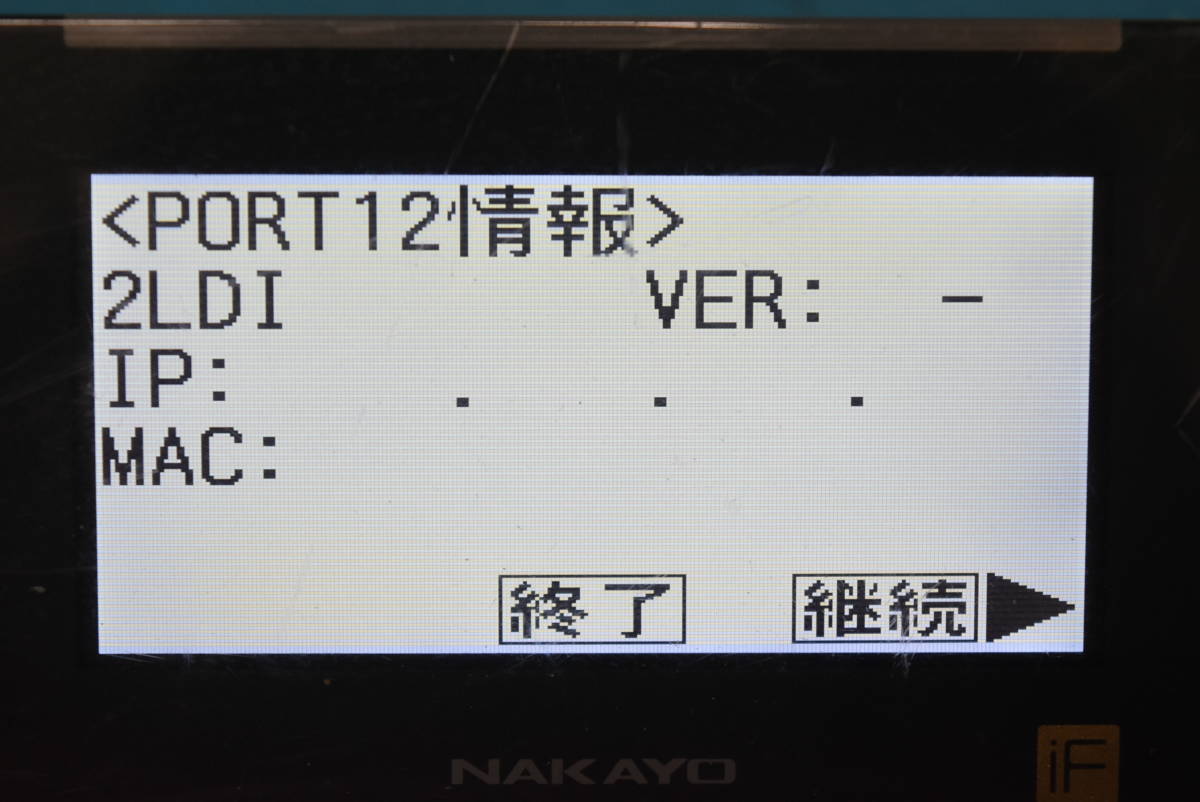 <PORT12情報>
2LDI VER: －
IP: . . .
MAC:
終了 継続
NAKAYO
iF